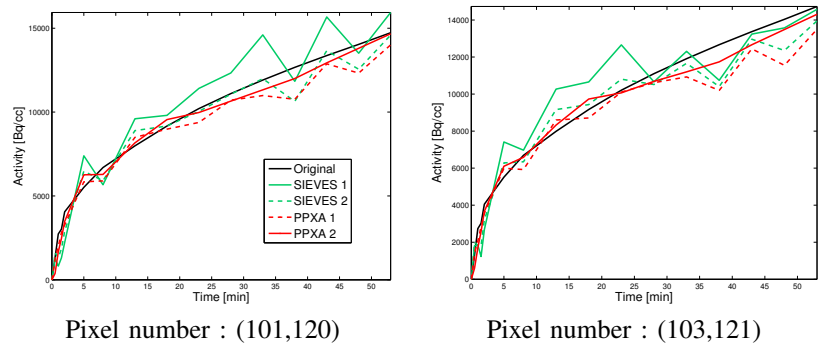 15000
10000
5000
0
Activity [Bq/cc]
0 5 10 15 20 25 30 35 40 45 50
Time [min]
Original
SIEVES 1
SIEVES 2
PPXA 1
PPXA 2
Pixel number : (101,120)
14000
12000
10000
8000
6000
4000
2000
0
Activity [Bq/cc]
0 5 10 15 20 25 30 35 40 45 50
Time [min]
Pixel number : (103,121)